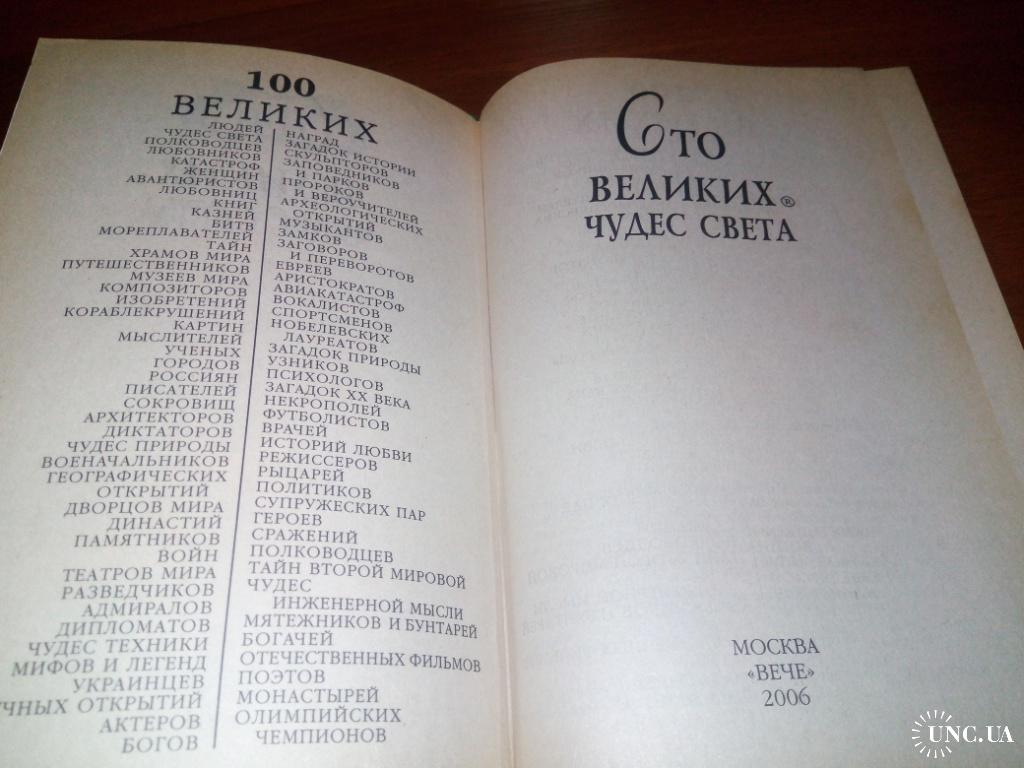 100
ВЕЛИКИХ
ЛЮДЕЙ
ЧУДЕС СВЕТА
ПОЛКОВОДЦЕВ
ЛЮБОВНИКОВ
КАТАСТРОФ
ЖЕНЩИН
АВАНТЮРИСТОВ
ЛЮБОВНИЦ
КНИГ
КАЗНЕЙ
БИТВ
МОРЕПЛАВАТЕЛЕЙ
ТАЙН
ХРАМОВ МИРА
ПУТЕШЕСТВЕННИКОВ
МУЗЕЕВ МИРА
КОМПОЗИТОРОВ
ИЗОБРЕТЕНИЙ
КОРАБЛЕКРУШЕНИЙ
КАРТИН
МЫСЛИТЕЛЕЙ
УЧЕНЫХ
ГОРОДОВ
РОССИЯН
ПИСАТЕЛЕЙ
СОКРОВИЩ
АРХИТЕКТОРОВ
ДИКТАТОРОВ
ЧУДЕС ПРИРОДЫ
ВОЕНАЧАЛЬНИКОВ
ГЕОГРАФИЧЕСКИХ
ОТКРЫТИЙ
ДВОРЦОВ МИРА
ДИНАСТИЙ
ПАМЯТНИКОВ
ВОЙН
ТЕАТРОВ МИРА
РАЗВЕДЧИКОВ
АДМИРАЛОВ
ДИПЛОМАТОВ
ЧУДЕС ТЕХНИКИ
МИФОВ И ЛЕГЕНД
УКРАИНЦЕВ
УЧНЫХ ОТКРЫТИЙ
АКТЕРОВ
БОГОВ
НАГРАД
ЗАГАДОК ИСТОРИИ
СКУЛЬПТОРОВ
ЗАПОВЕДНИКОВ
И ПАРКОВ
ПРОРОКОВ
И ВЕРОУЧИТЕЛЕЙ
АРХЕОЛОГИЧЕСКИХ
ОТКРЫТИЙ
МУЗЫКАНТОВ
ЗАМКОВ
ЗАГОВОРОВ
И ПЕРЕВОРОТОВ
ЕВРЕЕВ
АРИСТОКРАТОВ
АВИАКАТАСТРОФ
ВОКАЛИСТОВ
СПОРТСМЕНОВ
НОБЕЛЕВСКИХ
ЛАУРЕАТОВ
ЗАГАДОК ПРИРОДЫ
УЗНИКОВ
ПСИХОЛОГОВ
ЗАГАДОК XX ВЕКА
НЕКРОПОЛЕЙ
ФУТБОЛИСТОВ
ВРАЧЕЙ
ИСТОРИЙ ЛЮБВИ
РЕЖИССЕРОВ
РЫЦАРЕЙ
ПОЛИТИКОВ
СУПРУЖЕСКИХ ПАР
ГЕРОЕВ
СРАЖЕНИЙ
ПОЛКОВОДЦЕВ
ТАЙН ВТОРОЙ МИРОВОЙ
ЧУДЕС
ИНЖЕНЕРНОЙ МЫСЛИ
МЯТЕЖНИКОВ И БУНТАРЕЙ
БОГАЧЕЙ
ОТЕЧЕСТВЕННЫХ ФИЛЬМОВ
ПОЭТОВ
МОНАСТЫРЕЙ
ОЛИМПИЙСКИХ
ЧЕМПИОНОВ
Сто
ВЕЛИКИХ®
ЧУДЕС СВЕТА
МОСКВА
«ВЕЧЕ»
2006
UNC.UA